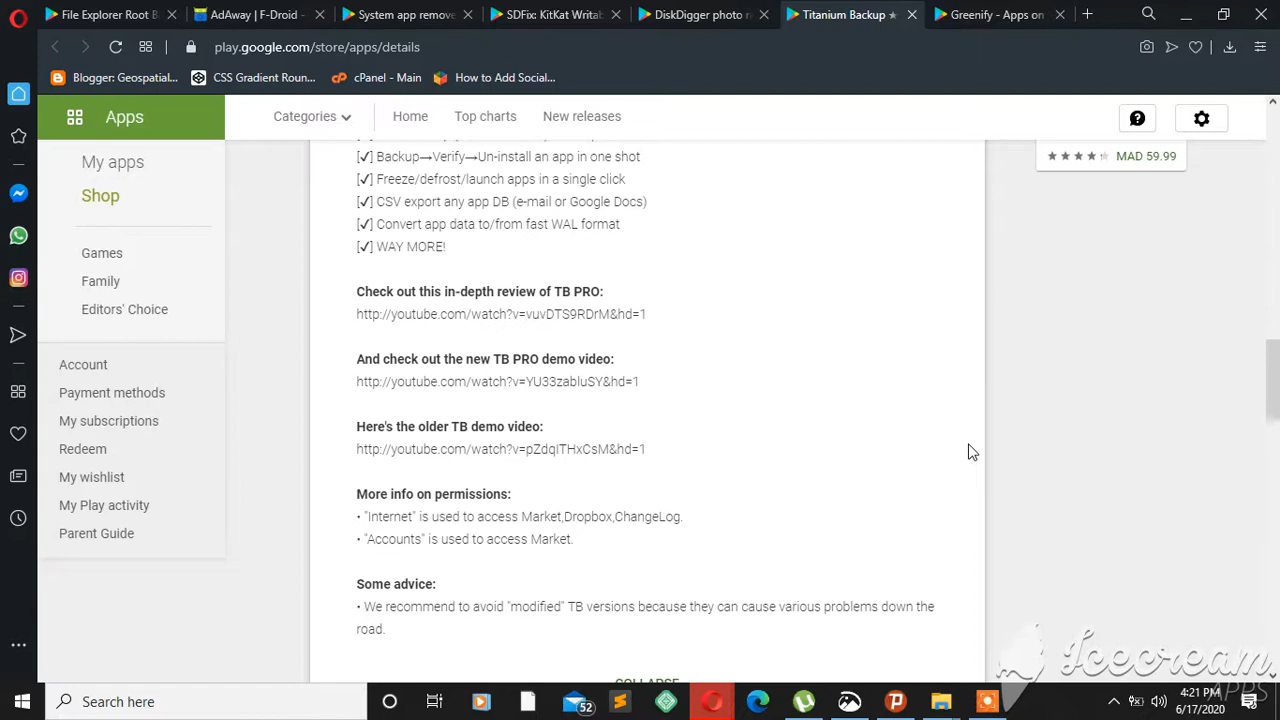 File Explorer Root B
AdAway | F-Droid -
System app remove
SDFix: KitKat Writab
DiskDigger photo r
Titanium Backup ★
Greenify - Apps on
play.google.com/store/apps/details
Blogger: Geospatial...
CSS Gradient Roun...
cPanel - Main
How to Add Social...
Apps
Categories
Home
Top charts
New releases
My apps
Shop
Games
Family
Editors' Choice
Account
Payment methods
My subscriptions
Redeem
My wishlist
My Play activity
Parent Guide
MAD 59.99
[✔] Backup→Verify→Un-install an app in one shot
[✔] Freeze/defrost/launch apps in a single click
[✔] CSV export any app DB (e-mail or Google Docs)
[✔] Convert app data to/from fast WAL format
[✔] WAY MORE!
Check out this in-depth review of TB PRO:
http://youtube.com/watch?v=vuvDTS9RDrM&hd=1
And check out the new TB PRO demo video:
http://youtube.com/watch?v=YU33zabluSY&hd=1
Here's the older TB demo video:
http://youtube.com/watch?v=pZdqITHxCsM&hd=1
More info on permissions:
• "Internet" is used to access Market,Dropbox,ChangeLog.
• "Accounts" is used to access Market.
Some advice:
• We recommend to avoid "modified" TB versions because they can cause various problems down the
road.
COLLAPSE
Icecream
APPS
Search here
52
4:21 PM
6/17/2020